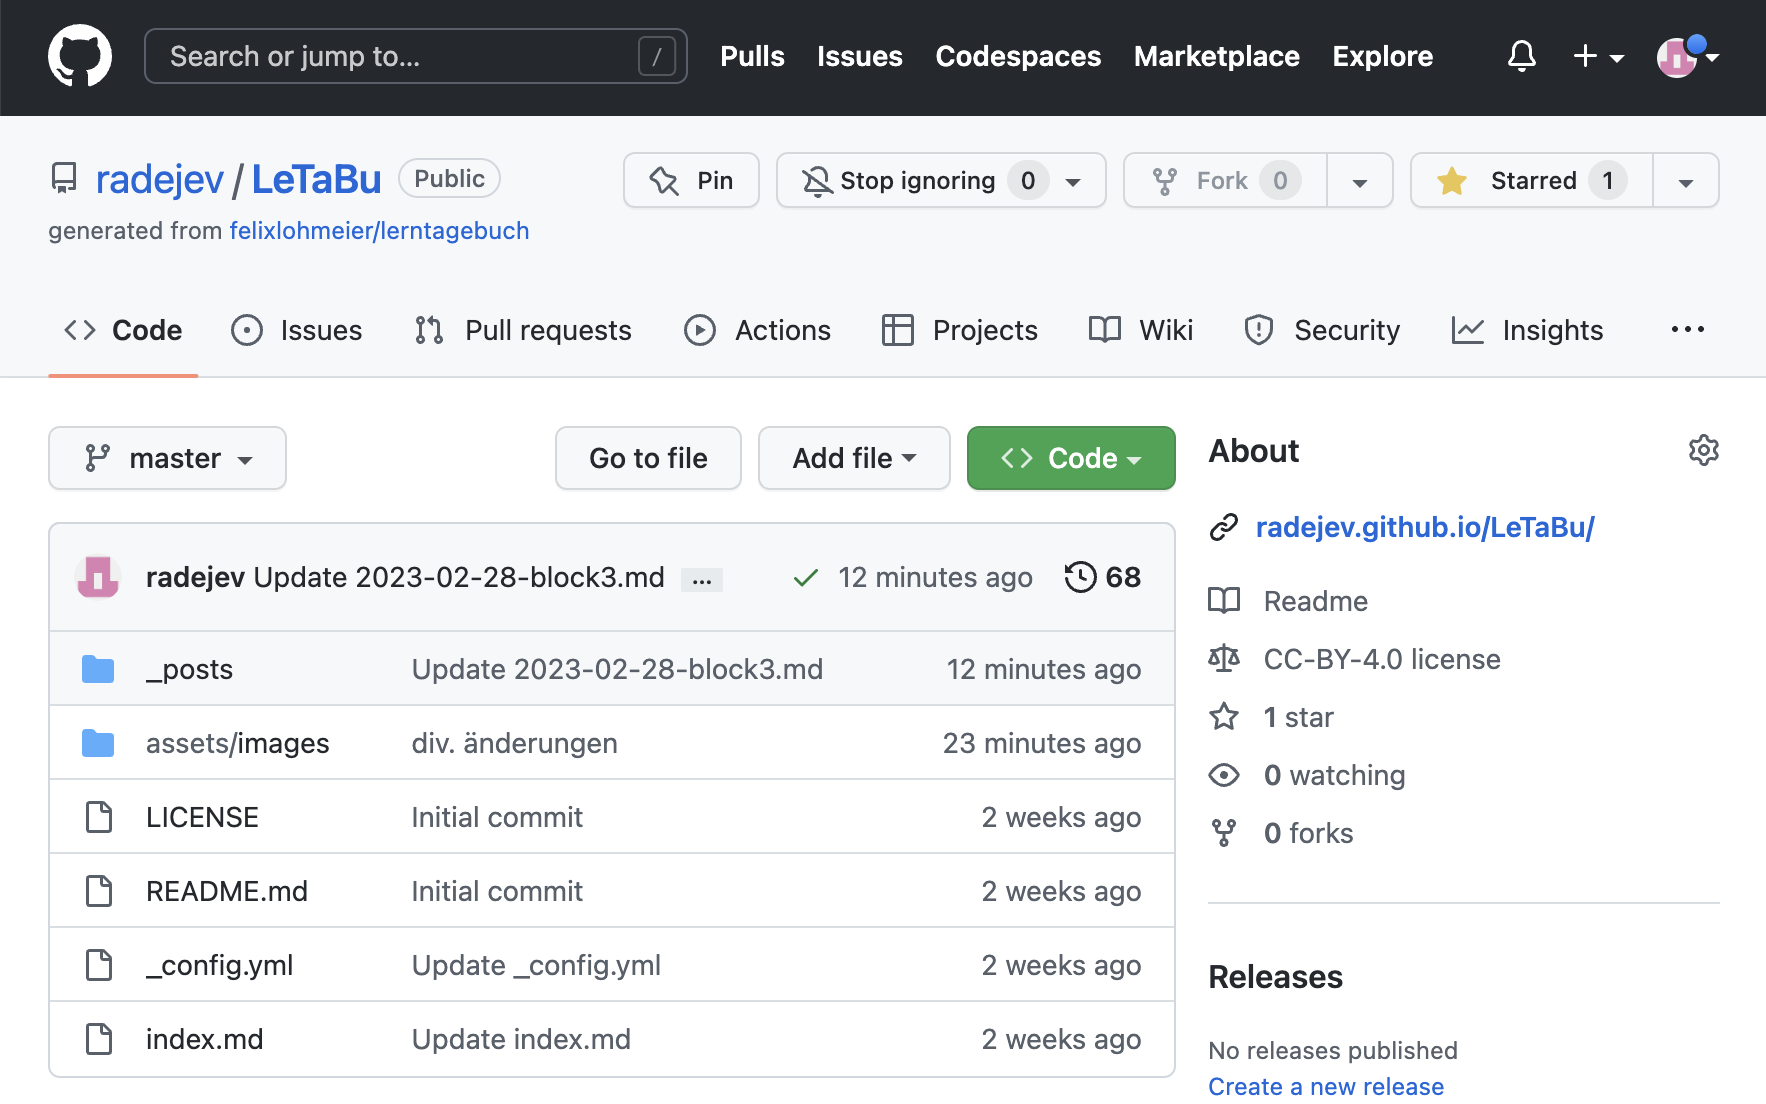 Search or jump to... / Pulls Issues Codespaces Marketplace Explore
radejev / LeTaBu Public Pin Stop ignoring 0 Fork 0 Starred 1
generated from felixlohmeier/lerntagebuch
Code Issues Pull requests Actions Projects Wiki Security Insights ...
master Go to file Add file Code
radejev Update 2023-02-28-block3.md ... 12 minutes ago 68
_posts Update 2023-02-28-block3.md 12 minutes ago
assets/images div. änderungen 23 minutes ago
LICENSE Initial commit 2 weeks ago
README.md Initial commit 2 weeks ago
_config.yml Update _config.yml 2 weeks ago
index.md Update index.md 2 weeks ago
About
radejev.github.io/LeTaBu/
Readme
CC-BY-4.0 license
1 star
0 watching
0 forks
Releases
No releases published
Create a new release